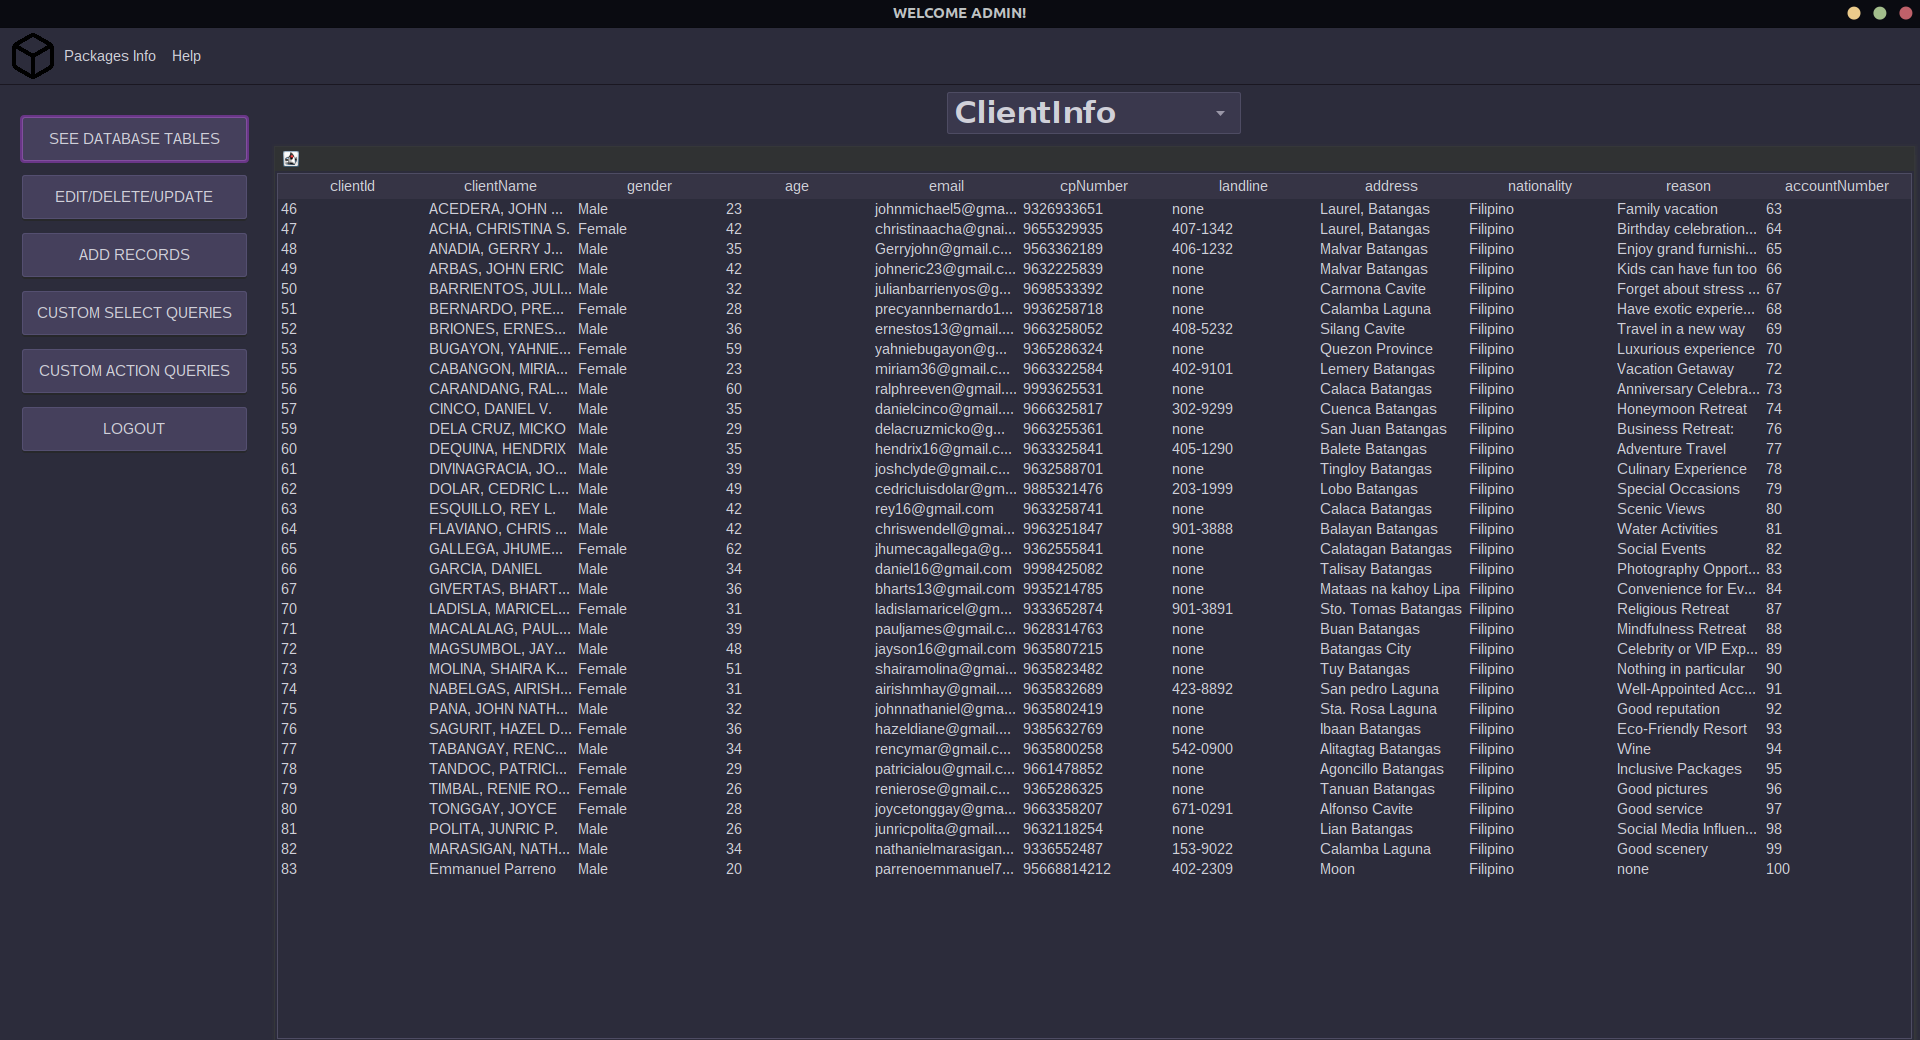 WELCOME ADMIN!
Packages Info Help
ClientInfo
SEE DATABASE TABLES
EDIT/DELETE/UPDATE
ADD RECORDS
CUSTOM SELECT QUERIES
CUSTOM ACTION QUERIES
LOGOUT
clientId clientName gender age email cpNumber landline address nationality reason accountNumber
46 ACEDERA, JOHN ... Male 23 johnmichael5@gma... 9326933651 none Laurel, Batangas Filipino Family vacation 63
47 ACHA, CHRISTINA S. Female 42 christinaacha@gnai... 9655329935 407-1342 Laurel, Batangas Filipino Birthday celebration... 64
48 ANADIA, GERRY J... Male 35 Gerryjohn@gmail.c... 9563362189 406-1232 Malvar Batangas Filipino Enjoy grand furnishi... 65
49 ARBAS, JOHN ERIC Male 42 johneric23@gmail.c... 9632225839 none Malvar Batangas Filipino Kids can have fun too 66
50 BARRIENTOS, JULI... Male 32 julianbarrienyos@g... 9698533392 none Carmona Cavite Filipino Forget about stress ... 67
51 BERNARDO, PRE... Female 28 precyannbernardo1... 9936258718 none Calamba Laguna Filipino Have exotic experie... 68
52 BRIONES, ERNES... Male 36 ernestos13@gmail.... 9663258052 408-5232 Silang Cavite Filipino Travel in a new way 69
53 BUGAYON, YAHNIE... Female 59 yahniebugayon@g... 9365286324 none Quezon Province Filipino Luxurious experience 70
55 CABANGON, MIRIA... Female 23 miriam36@gmail.c... 9663322584 402-9101 Lemery Batangas Filipino Vacation Getaway 72
56 CARANDANG, RAL... Male 60 ralphreeven@gmail.... 9993625531 none Calaca Batangas Filipino Anniversary Celebra... 73
57 CINCO, DANIEL V. Male 35 danielcinco@gmail.... 9666325817 302-9299 Cuenca Batangas Filipino Honeymoon Retreat 74
59 DELA CRUZ, MICKO Male 29 delacruzmicko@g... 9663255361 none San Juan Batangas Filipino Business Retreat: 76
60 DEQUINA, HENDRIX Male 35 hendrix16@gmail.c... 9633325841 405-1290 Balete Batangas Filipino Adventure Travel 77
61 DIVINAGRACIA, JO... Male 39 joshclyde@gmail.c... 9632588701 none Tingloy Batangas Filipino Culinary Experience 78
62 DOLAR, CEDRIC L... Male 49 cedricluisdolar@gm... 9885321476 203-1999 Lobo Batangas Filipino Special Occasions 79
63 ESQUILLO, REY L. Male 42 rey16@gmail.com 9633258741 none Calaca Batangas Filipino Scenic Views 80
64 FLAVIANO, CHRIS ... Male 42 chriswendell@gmai... 9963251847 901-3888 Balayan Batangas Filipino Water Activities 81
65 GALLEGA, JHUME... Female 62 jhumecagallega@g... 9362555841 none Calatagan Batangas Filipino Social Events 82
66 GARCIA, DANIEL Male 34 daniel16@gmail.com 9998425082 none Talisay Batangas Filipino Photography Opport... 83
67 GIVERTAS, BHART... Male 36 bharts13@gmail.com 9935214785 none Mataas na kahoy Lipa Filipino Convenience for Ev... 84
70 LADISLA, MARICEL... Female 31 ladislamaricel@gm... 9333652874 901-3891 Sto. Tomas Batangas Filipino Religious Retreat 87
71 MACALALAG, PAUL... Male 39 pauljames@gmail.c... 9628314763 none Buan Batangas Filipino Mindfulness Retreat 88
72 MAGSUMBOL, JAY... Male 48 jayson16@gmail.com 9635807215 none Batangas City Filipino Celebrity or VIP Exp... 89
73 MOLINA, SHAIRA K... Female 51 shairamolina@gmai... 9635823482 none Tuy Batangas Filipino Nothing in particular 90
74 NABELGAS, AIRISH... Female 31 airishmhay@gmail.... 9635832689 423-8892 San pedro Laguna Filipino Well-Appointed Acc... 91
75 PANA, JOHN NATH... Male 32 johnnathaniel@gma... 9635802419 none Sta. Rosa Laguna Filipino Good reputation 92
76 SAGURIT, HAZEL D... Female 36 hazeldiane@gmail.... 9385632769 none Ibaan Batangas Filipino Eco-Friendly Resort 93
77 TABANGAY, RENC... Male 34 rencymar@gmail.c... 9635800258 542-0900 Alitagtag Batangas Filipino Wine 94
78 TANDOC, PATRICI... Female 29 patricialou@gmail.c... 9661478852 none Agoncillo Batangas Filipino Inclusive Packages 95
79 TIMBAL, RENIE RO... Female 26 renierose@gmail.c... 9365286325 none Tanuan Batangas Filipino Good pictures 96
80 TONGGAY, JOYCE Female 28 joycetonggay@gma... 9663358207 671-0291 Alfonso Cavite Filipino Good service 97
81 POLITA, JUNRIC P. Male 26 junricpolita@gmail.... 9632118254 none Lian Batangas Filipino Social Media Influen... 98
82 MARASIGAN, NATH... Male 34 nathanielmarasigan... 9336552487 153-9022 Calamba Laguna Filipino Good scenery 99
83 Emmanuel Parreno Male 20 parrenoemmanuel7... 95668814212 402-2309 Moon Filipino none 100